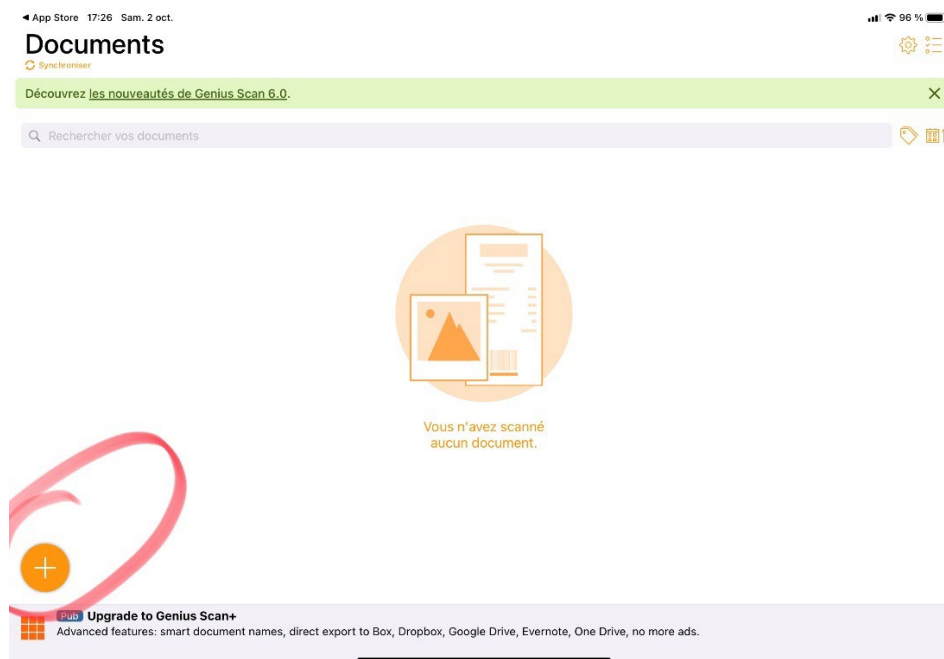 ◀ App Store 17:26 Sam. 2 oct. 96 %
Documents
Synchroniser
Découvrez les nouveautés de Genius Scan 6.0.
Rechercher vos documents
Vous n'avez scanné
aucun document.
Pub Upgrade to Genius Scan+
Advanced features: smart document names, direct export to Box, Dropbox, Google Drive, Evernote, One Drive, no more ads.